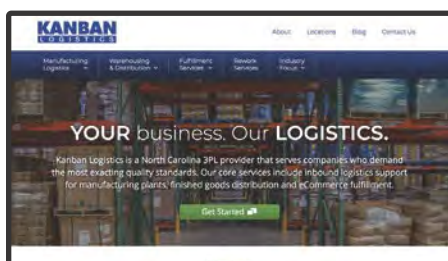 KANBAN
LOGISTICS
About Locations Blog Contact Us
Manufacturing Logistics
Warehousing & Distribution
Fulfillment Services
Rework Services
Industry Focus
YOUR business. Our LOGISTICS.
Kanban Logistics is a North Carolina 3PL provider that serves companies who demand
the most exacting quality standards. Our core services include inbound logistics support
for manufacturing plants, finished goods distribution and eCommerce fulfillment.
Get Started